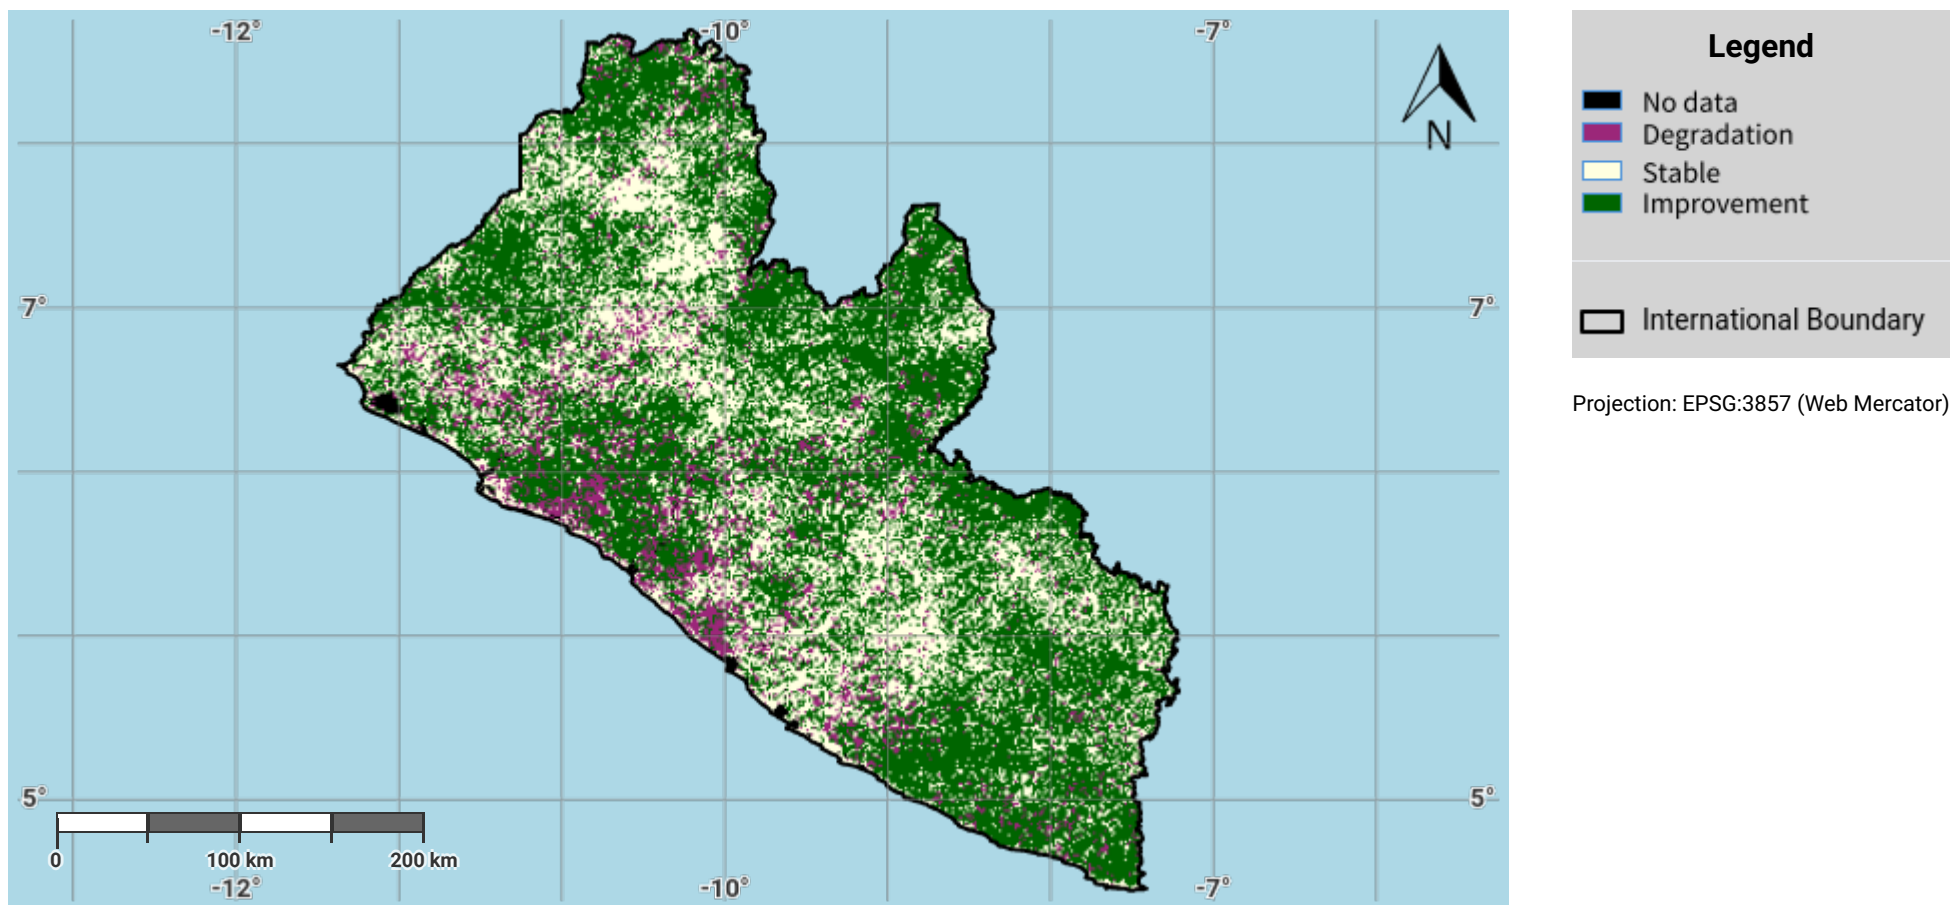 -12° -10° -7°
N
7° 7°
5° 5°
0 100 km 200 km
-12° -10° -7°
Legend
No data
Degradation
Stable
Improvement
International Boundary
Projection: EPSG:3857 (Web Mercator)